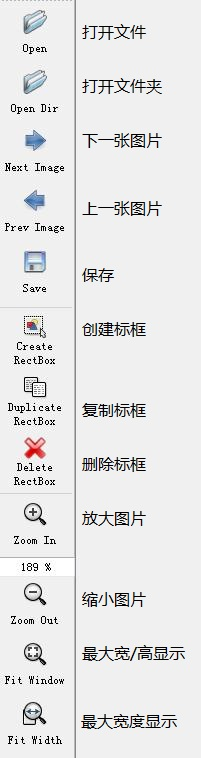 Open
打开文件
Open Dir
打开文件夹
Next Image
下一张图片
Prev Image
上一张图片
Save
保存
Create
RectBox
创建标框
Duplicate
RectBox
复制标框
Delete
RectBox
删除标框
Zoom In
放大图片
189 %
Zoom Out
缩小图片
Fit Window
最大宽/高显示
Fit Width
最大宽度显示